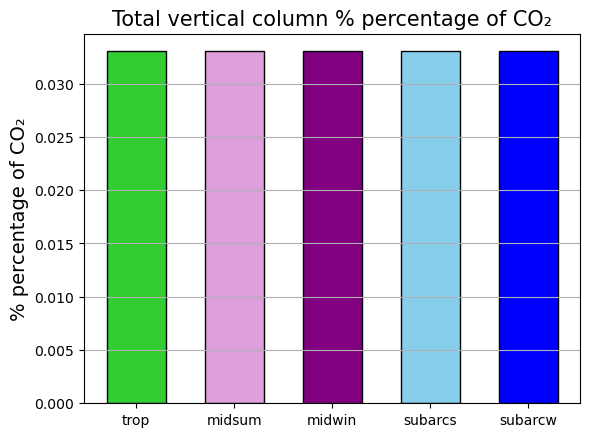 Total vertical column % percentage of CO₂
% percentage of CO₂
0.030
0.025
0.020
0.015
0.010
0.005
0.000
trop midsum midwin subarcs subarcw